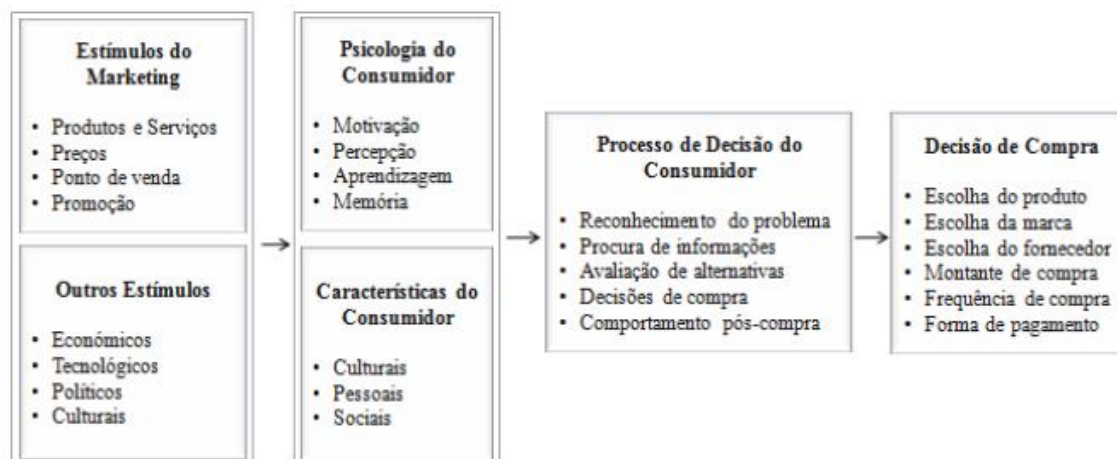 Estímulos do
Marketing
• Produtos e Serviços
• Preços
• Ponto de venda
• Promoção
Outros Estímulos
• Económicos
• Tecnológicos
• Políticos
• Culturais
Psicologia do
Consumidor
• Motivação
• Percepção
• Aprendizagem
• Memória
Características do
Consumidor
• Culturais
• Pessoais
• Sociais
Processo de Decisão do
Consumidor
• Reconhecimento do problema
• Procura de informações
• Avaliação de alternativas
• Decisões de compra
• Comportamento pós-compra
Decisão de Compra
• Escolha do produto
• Escolha da marca
• Escolha do fornecedor
• Montante de compra
• Frequência de compra
• Forma de pagamento